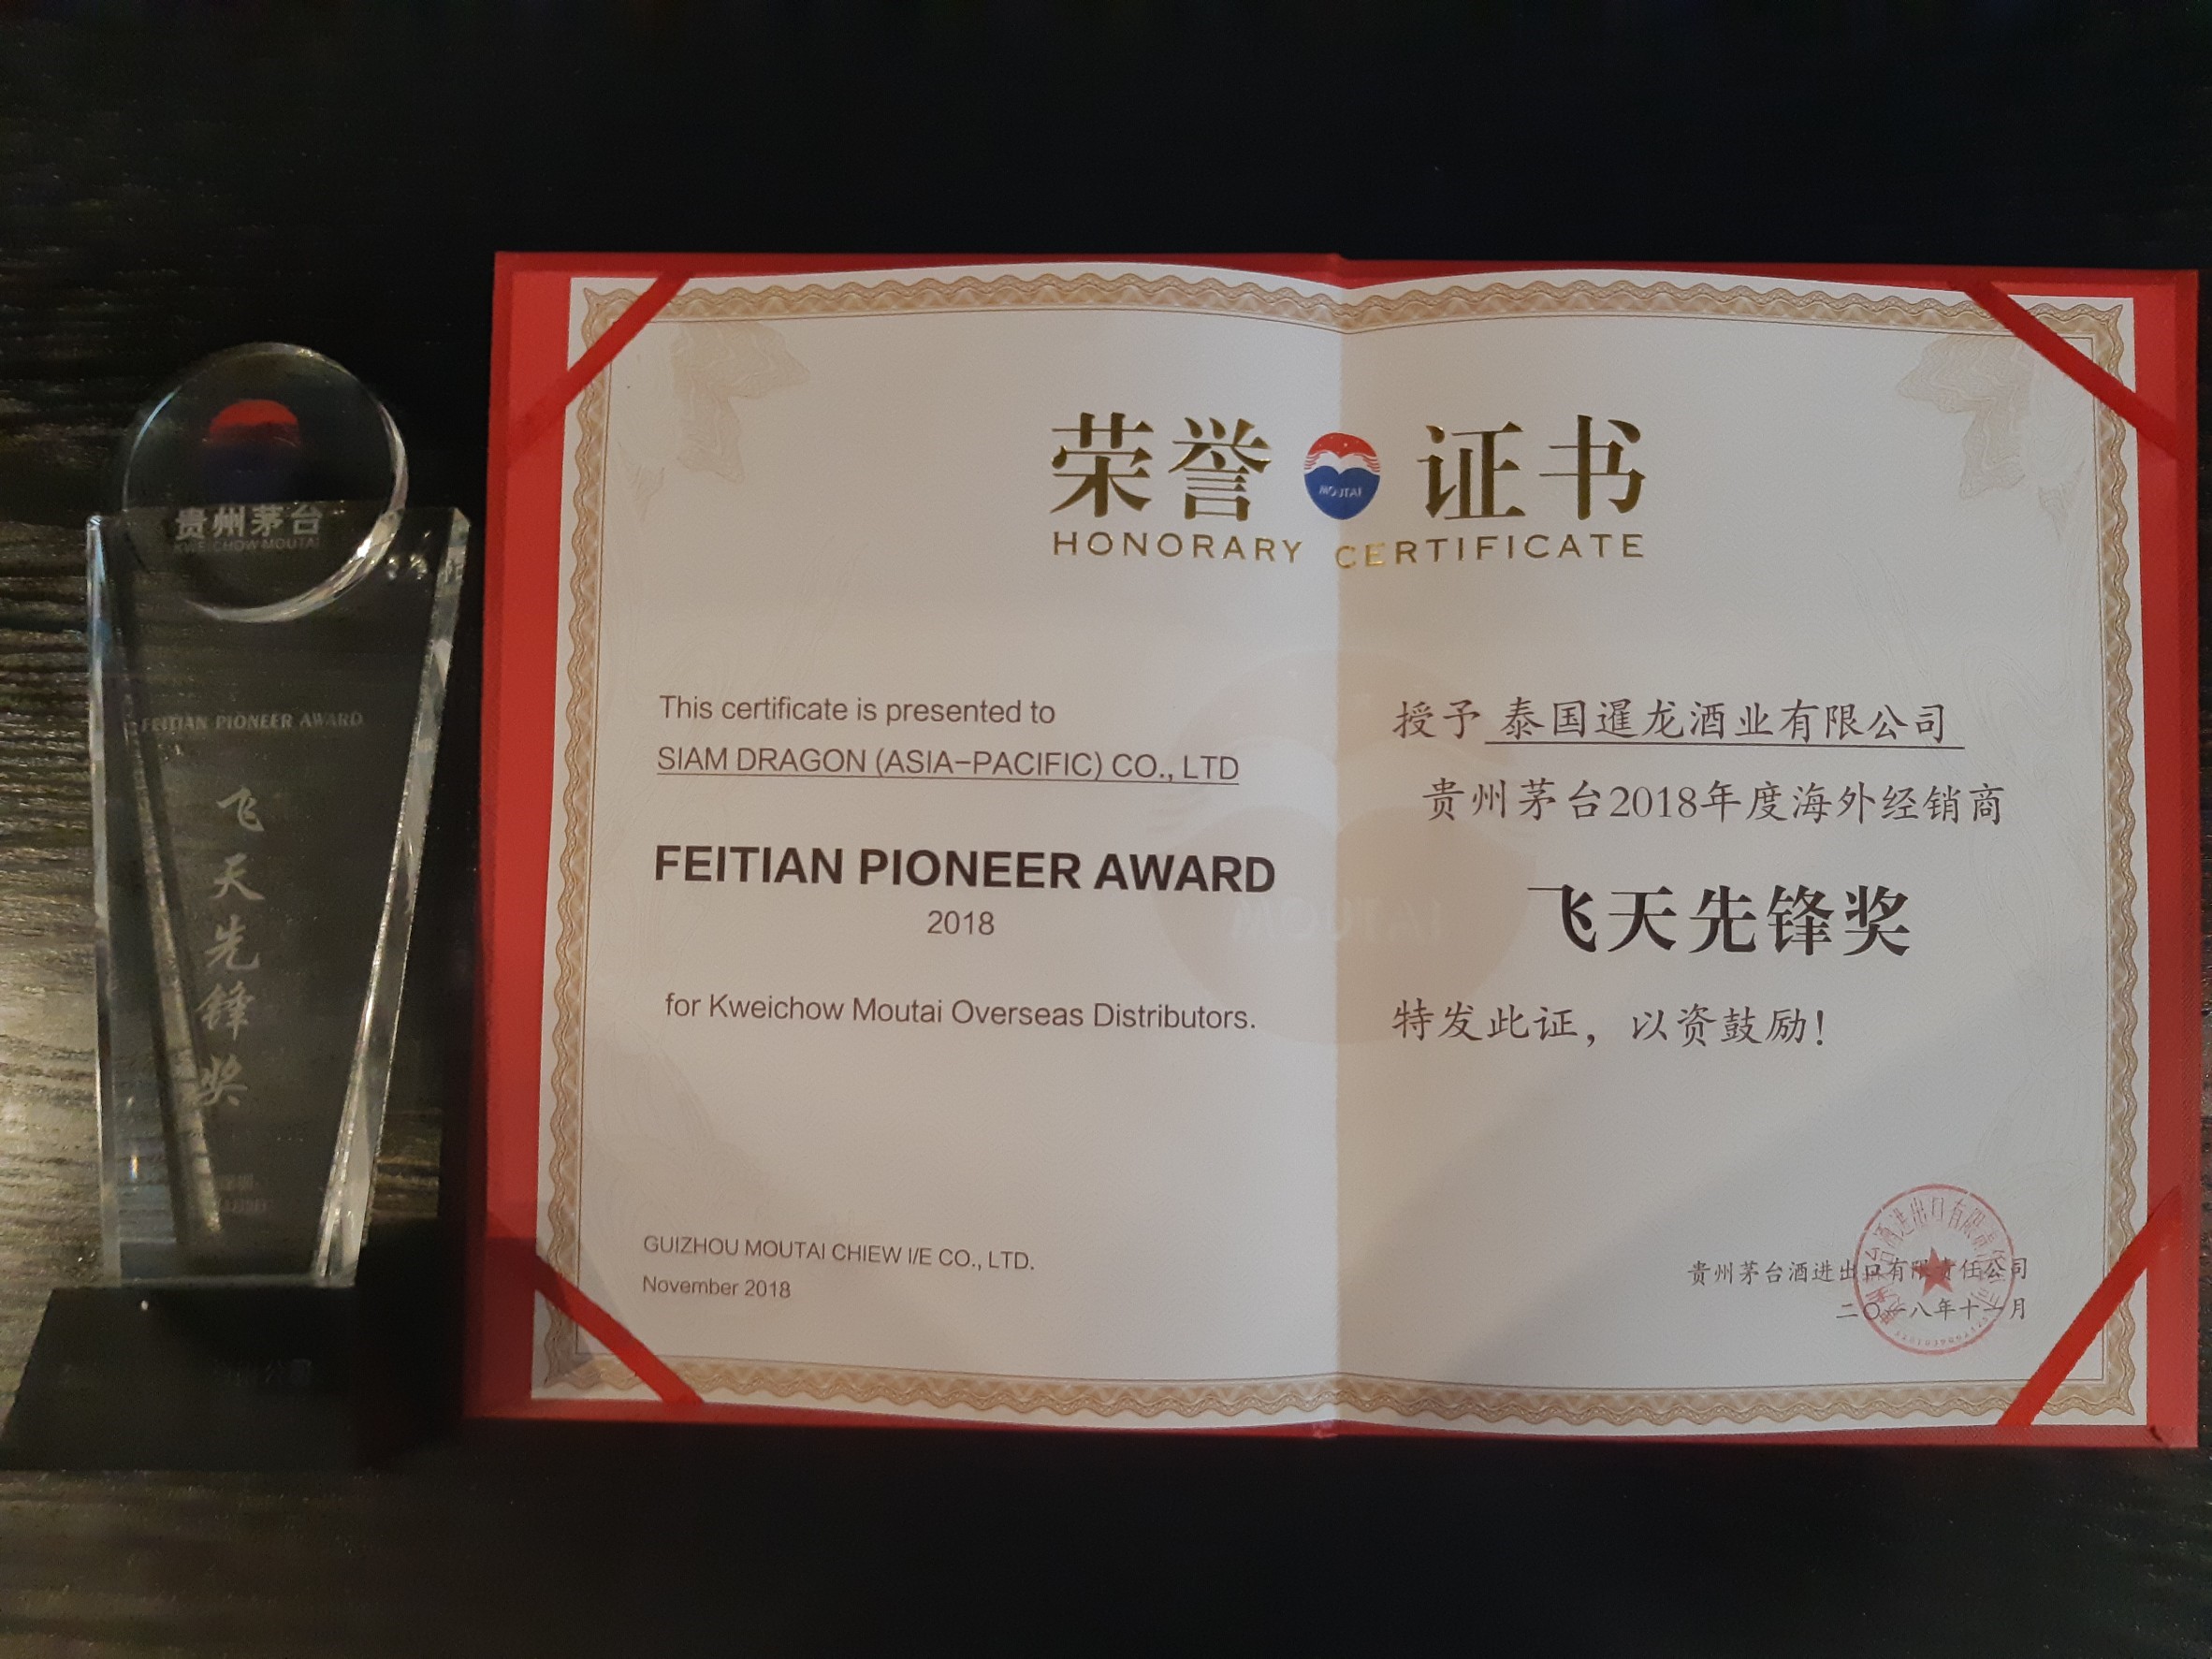 贵州茅台
KWEICHOW MOUTAI
FEITIAN PIONEER AWARD
飞
天
先
锋
奖
荣誉 MOUTAI 证书
HONORARY CERTIFICATE
This certificate is presented to
SIAM DRAGON (ASIA-PACIFIC) CO., LTD
FEITIAN PIONEER AWARD
2018
for Kweichow Moutai Overseas Distributors.
GUIZHOU MOUTAI CHIEW I/E CO., LTD.
November 2018
授予 泰国暹龙酒业有限公司
贵州茅台2018年度海外经销商
飞天先锋奖
特发此证，以资鼓励！
贵州茅台酒进出口有限责任公司
二〇一八年十一月
MOUTAI